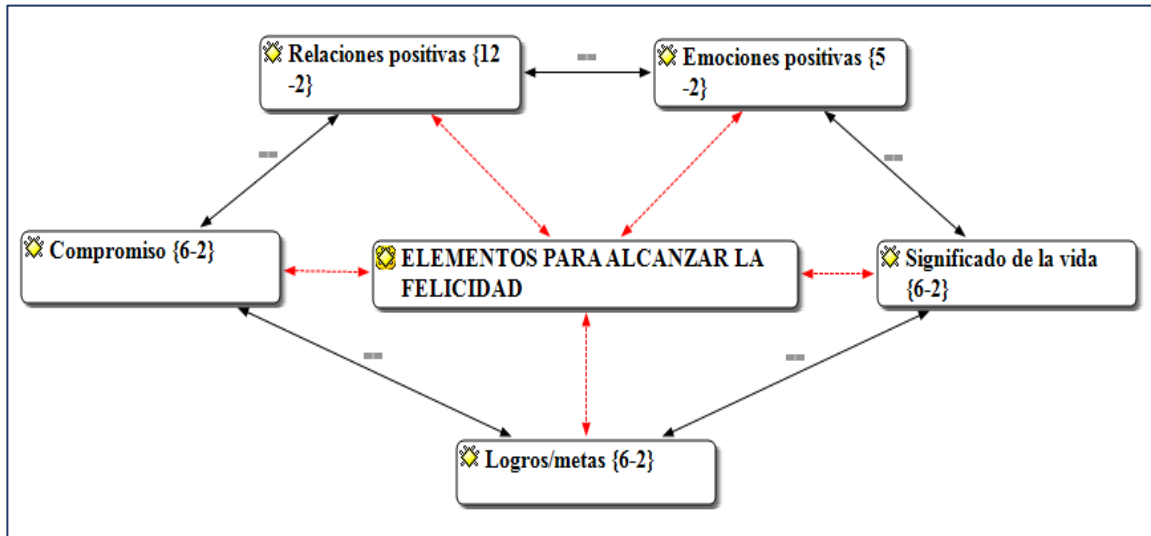 Relaciones positivas {12
-2}
==
Emociones positivas {5
-2}
==
==
Compromiso {6-2}
ELEMENTOS PARA ALCANZAR LA
FELICIDAD
Significado de la vida
{6-2}
==
==
Logros/metas {6-2}